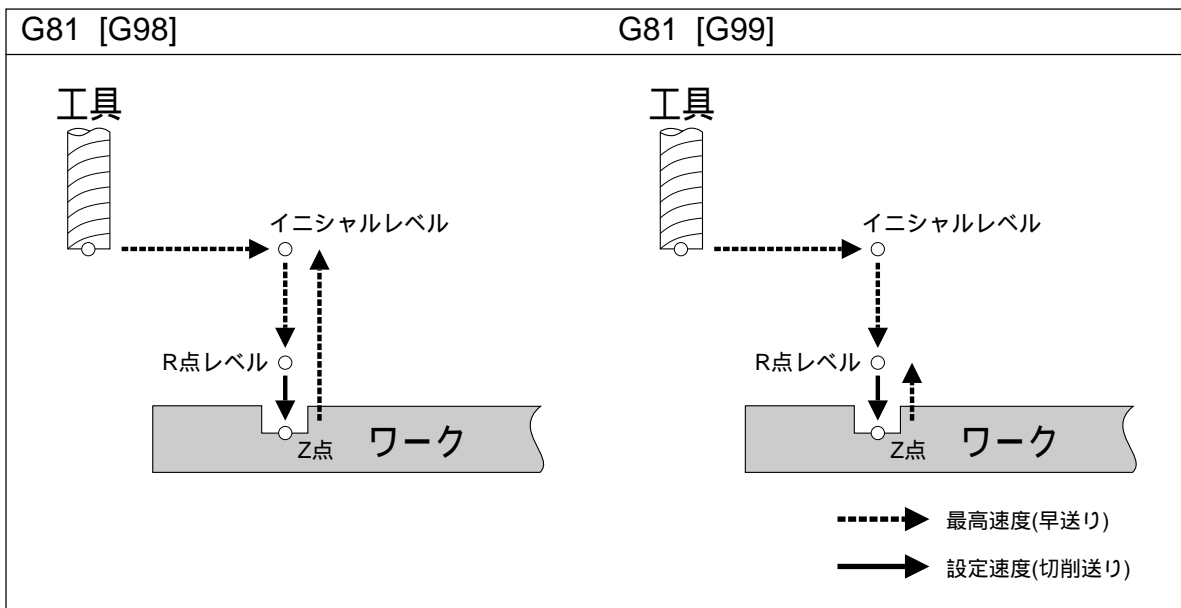 G81 [G98]
G81 [G99]
工具
イニシャルレベル
R点レベル
Z点
ワーク
工具
イニシャルレベル
R点レベル
Z点
ワーク
最高速度(早送り)
設定速度(切削送り)